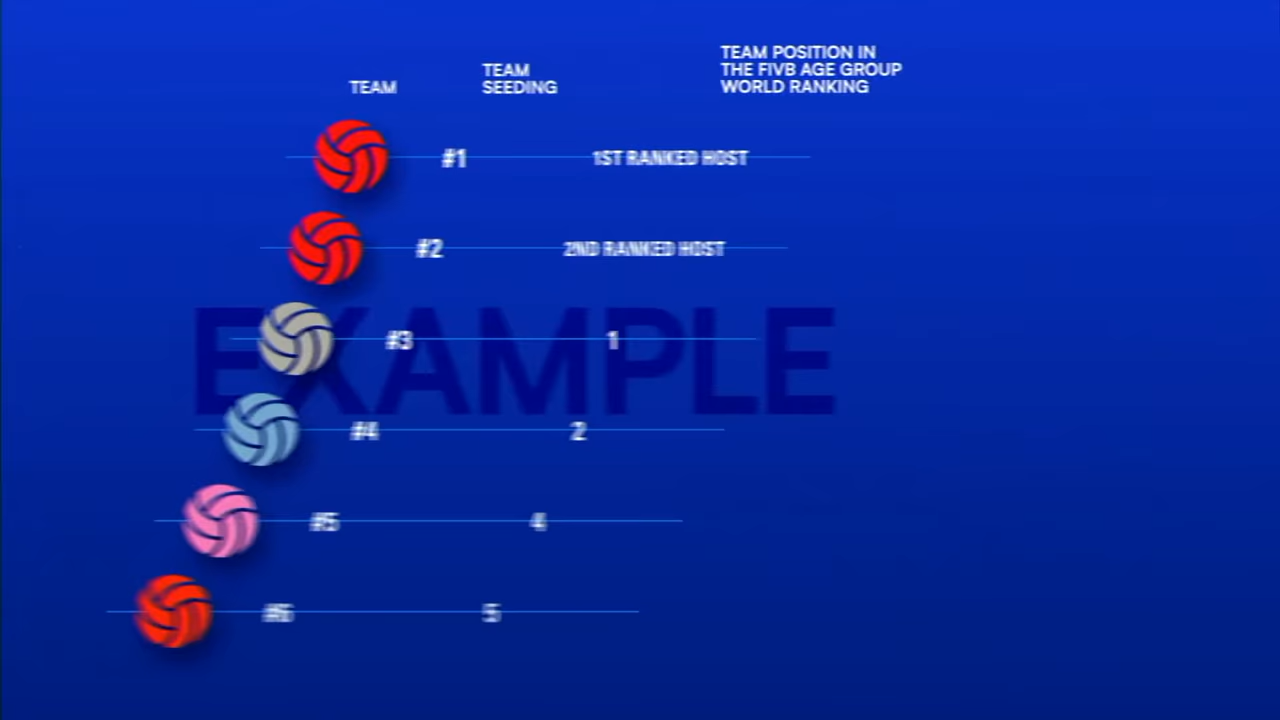 TEAM
TEAM
SEEDING
TEAM POSITION IN
THE FIVB AGE GROUP
WORLD RANKING
#1 1ST RANKED HOST
#2 2ND RANKED HOST
EXAMPLE
#3 1
#4 2
#5 4
#6 5